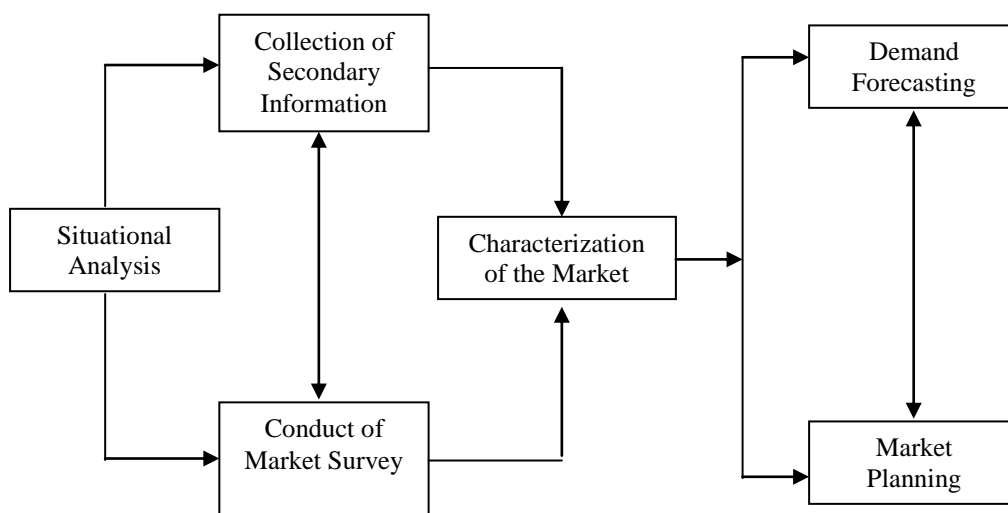 Collection of
Secondary
Information
Demand
Forecasting
Situational
Analysis
Characterization
of the Market
Conduct of
Market Survey
Market
Planning